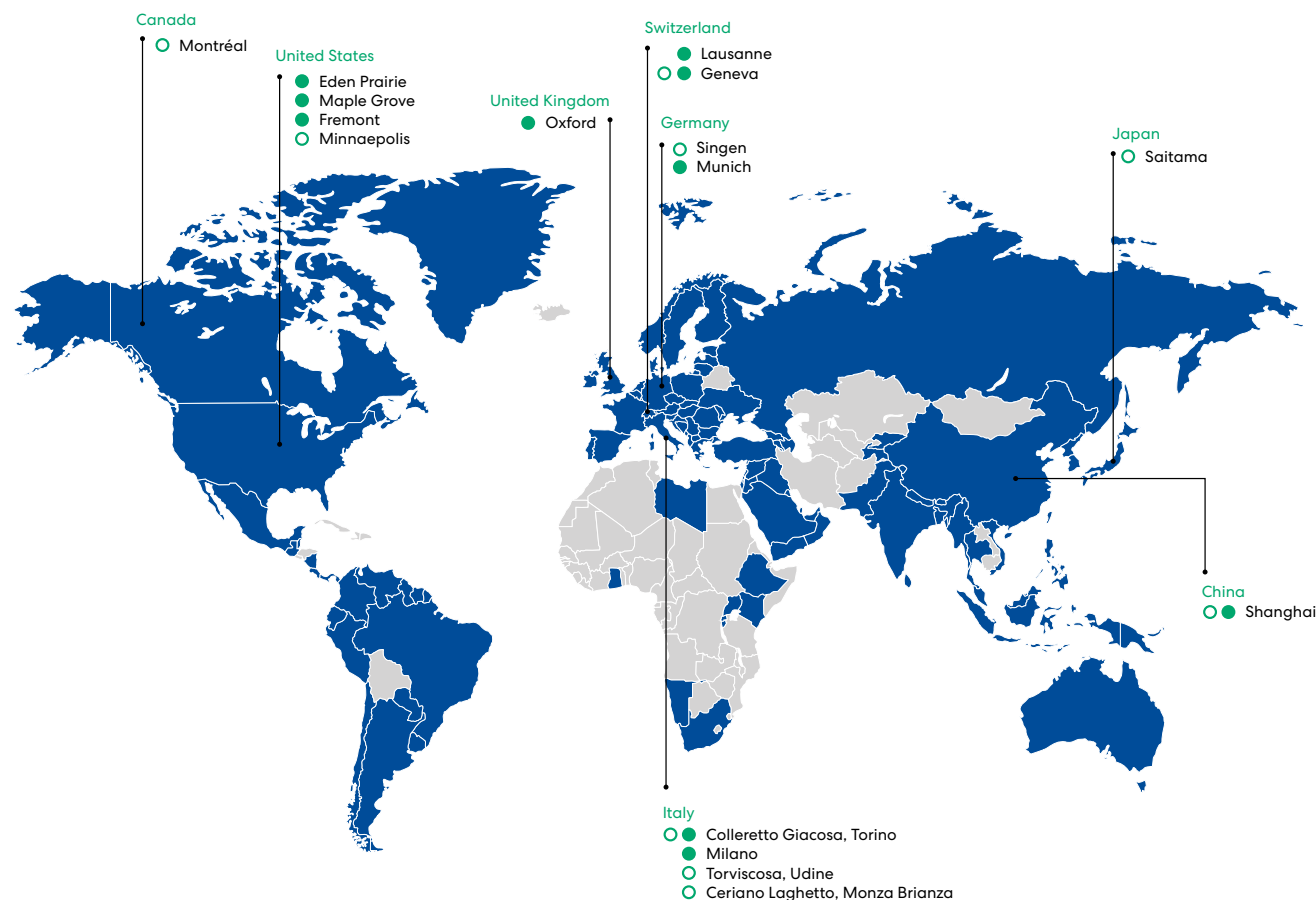 Canada
Montréal
United States
Eden Prairie
Maple Grove
Fremont
Minnaepolis
United Kingdom
Oxford
Switzerland
Lausanne
Geneva
Germany
Singen
Munich
Japan
Saitama
China
Shanghai
Italy
Colleretto Giacosa, Torino
Milano
Torviscosa, Udine
Ceriano Laghetto, Monza Brianza